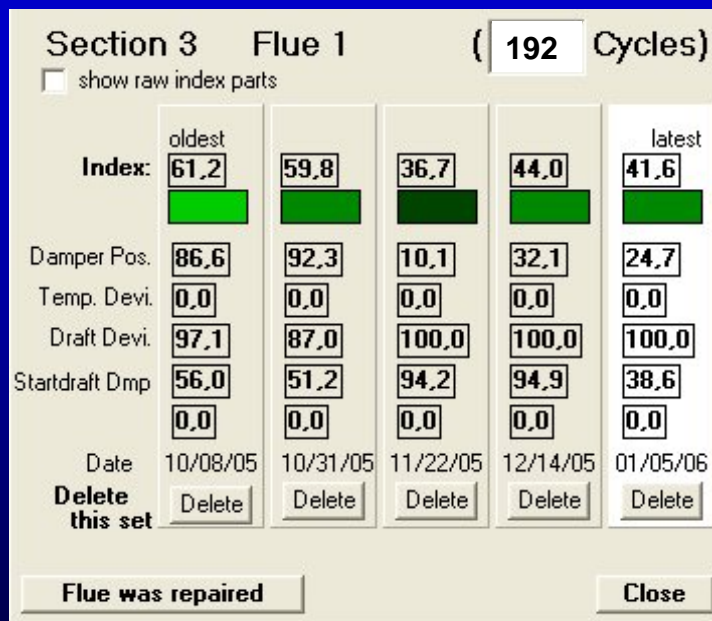 Section 3 Flue 1 ( 192 Cycles)
show raw index parts
oldest latest
Index: 61,2 59,8 36,7 44,0 41,6
Damper Pos. 86,6 92,3 10,1 32,1 24,7
Temp. Devi. 0,0 0,0 0,0 0,0 0,0
Draft Devi. 97,1 87,0 100,0 100,0 100,0
Startdraft Dmp 56,0 51,2 94,2 94,9 38,6
0,0 0,0 0,0 0,0 0,0
Date 10/08/05 10/31/05 11/22/05 12/14/05 01/05/06
Delete Delete Delete Delete Delete Delete
this set
Flue was repaired Close